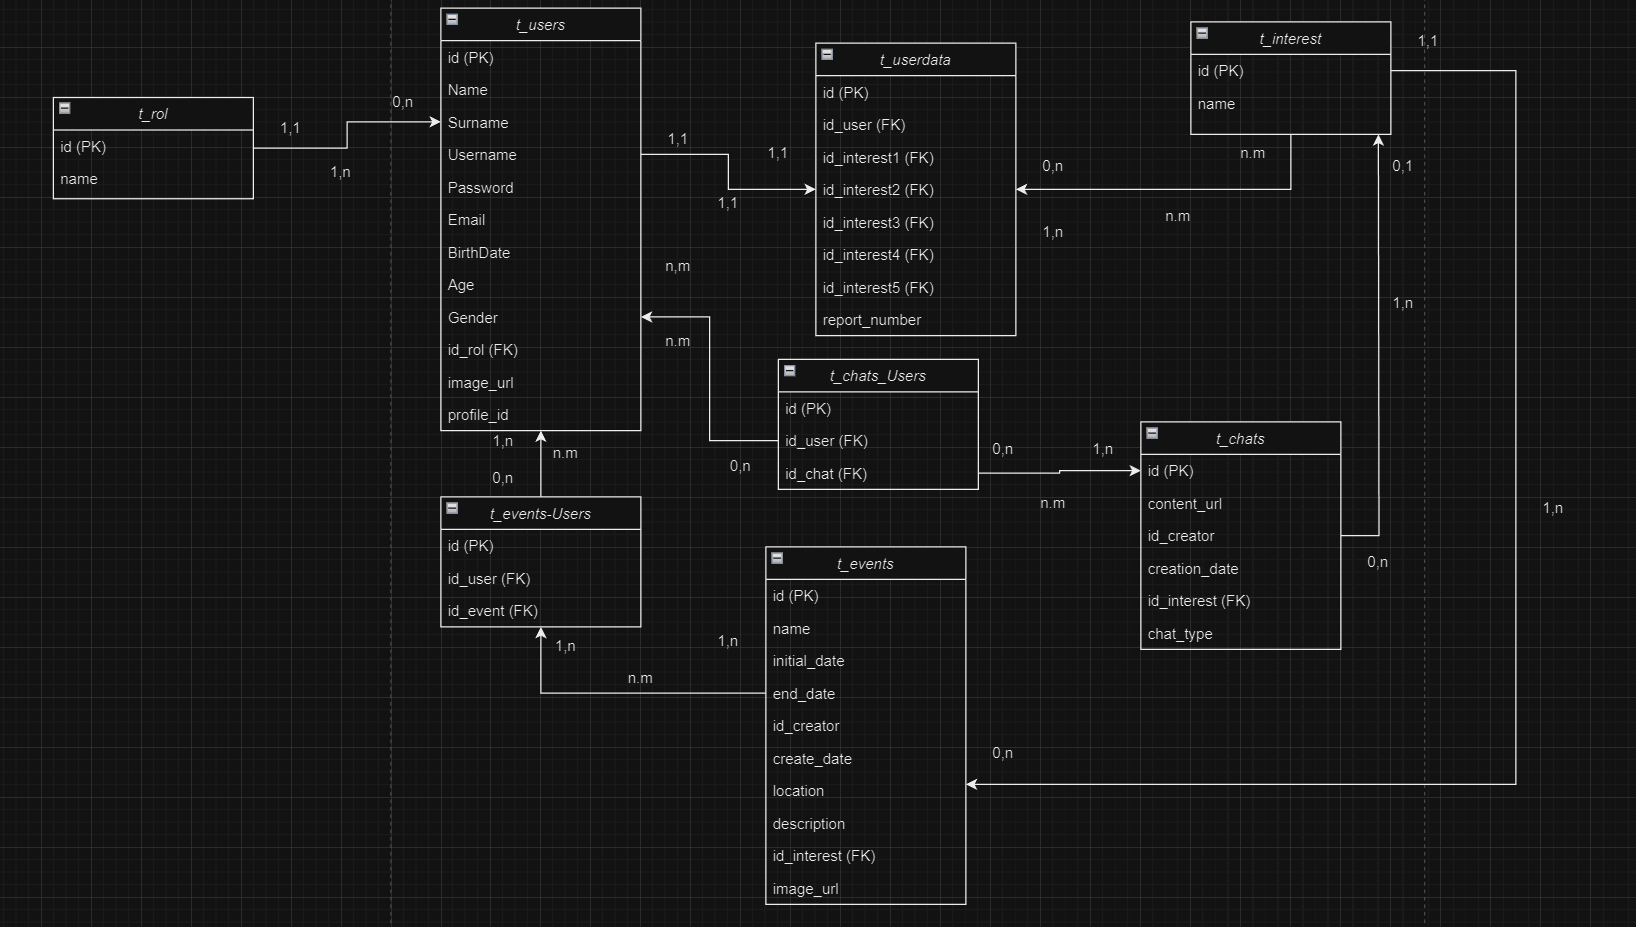 t_rol
id (PK)
name
1,1
1,n
0,n
t_users
id (PK)
Name
Surname
Username
Password
Email
BirthDate
Age
Gender
id_rol (FK)
image_url
profile_id
1,1
1,1
1,1
t_userdata
id (PK)
id_user (FK)
id_interest1 (FK)
id_interest2 (FK)
id_interest3 (FK)
id_interest4 (FK)
id_interest5 (FK)
report_number
0,n
1,n
n.m
n.m
t_interest
id (PK)
name
1,1
0,1
1,n
n,m
n.m
0,n
t_chats_Users
id (PK)
id_user (FK)
id_chat (FK)
0,n
1,n
n.m
t_chats
id (PK)
content_url
id_creator
creation_date
id_interest (FK)
chat_type
0,n
1,n
1,n
n.m
0,n
t_events-Users
id (PK)
id_user (FK)
id_event (FK)
1,n
n.m
1,n
t_events
id (PK)
name
initial_date
end_date
id_creator
create_date
location
description
id_interest (FK)
image_url
0,n